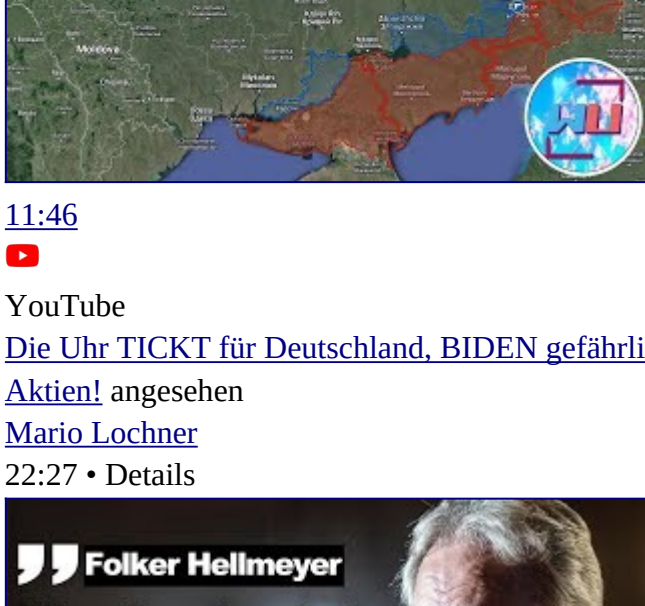 Moldova
11:46
YouTube
Die Uhr TICKT für Deutschland, BIDEN gefährli
Aktien! angesehen
Mario Lochner
22:27 • Details
Folker Hellmeyer